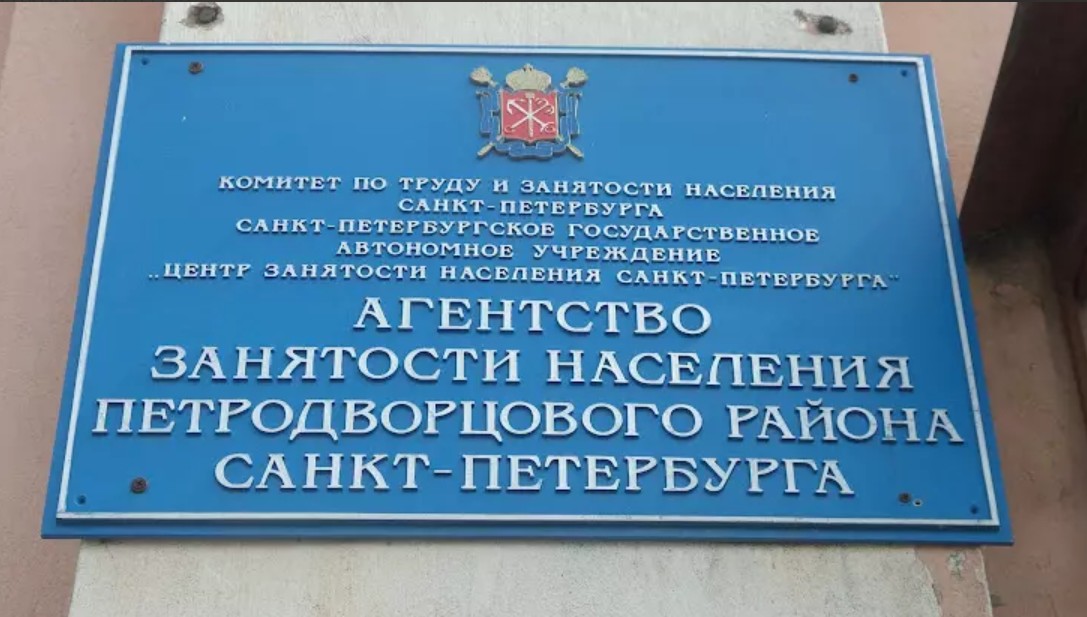 КОМИТЕТ ПО ТРУДУ И ЗАНЯТОСТИ НАСЕЛЕНИЯ
САНКТ-ПЕТЕРБУРГА
САНКТ-ПЕТЕРБУРГСКОЕ ГОСУДАРСТВЕННОЕ
АВТОНОМНОЕ УЧРЕЖДЕНИЕ
„ЦЕНТР ЗАНЯТОСТИ НАСЕЛЕНИЯ САНКТ-ПЕТЕРБУРГА"
АГЕНТСТВО
ЗАНЯТОСТИ НАСЕЛЕНИЯ
ПЕТРОДВОРЦОВОГО РАЙОНА
САНКТ-ПЕТЕРБУРГА